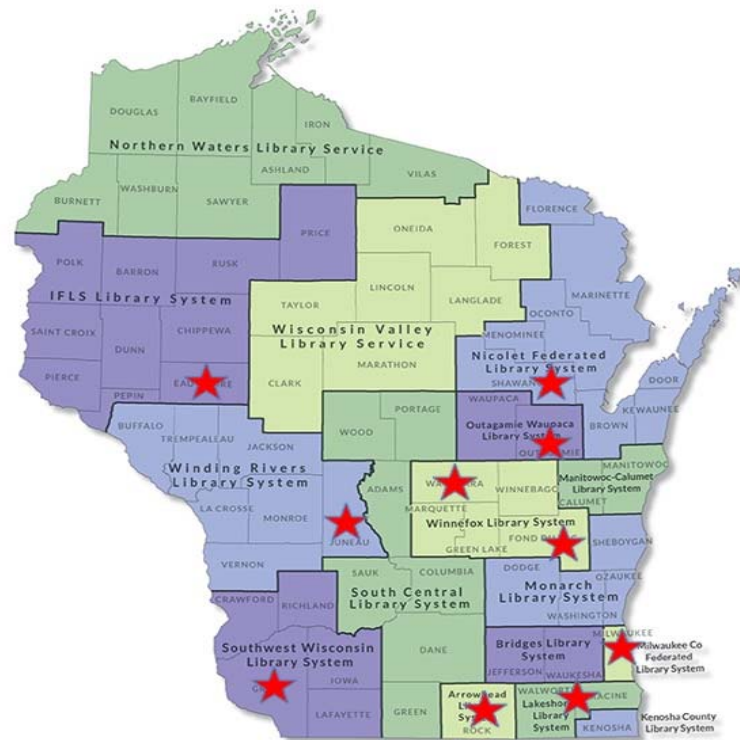 BAYFIELD
DOUGLAS
IRON
Northern Waters Library Service
ASHLAND
VILAS
WASHBURN
BURNETT
SAWYER
FLORENCE
PRICE
ONEIDA
FOREST
POLK
BARRON
RUSK
LINCOLN
LANGLADE
MARINETTE
IFLS Library System
TAYLOR
OCONTO
SAINT CROIX
CHIPPEWA
Wisconsin Valley
Library Service
MENOMINEE
DUNN
Nicolet Federated
Library System
MARATHON
PIERCE
CLARK
DOOR
PEPIN
WAUPACA
BUFFALO
PORTAGE
KEWAUNEE
TREMPEALEAU
WOOD
Outagamie Waupaca
BROWN
JACKSON
Winding Rivers
Library System
MANITOWOC
Manitowoc-Calumet
Library System
ADAMS
WINNEBAGO
CALUMET
LA CROSSE
MARQUETTE
MONROE
Winnefox Library System
JUNEAU
GREEN LAKE
SHEBOYGAN
VERNON
SAUK
COLUMBIA
DODGE
OZAUKEE
South Central
Library System
Monarch
Library System
CRAWFORD
RICHLAND
WASHINGTON
Southwest Wisconsin
Library System
DANE
Bridges Library
System
Milwaukee Co
Federated
Library System
JEFFERSON
WAUKESHA
IOWA
LAFAYETTE
GREEN
ROCK
Library
System
KENOSHA
Kenosha County
Library System